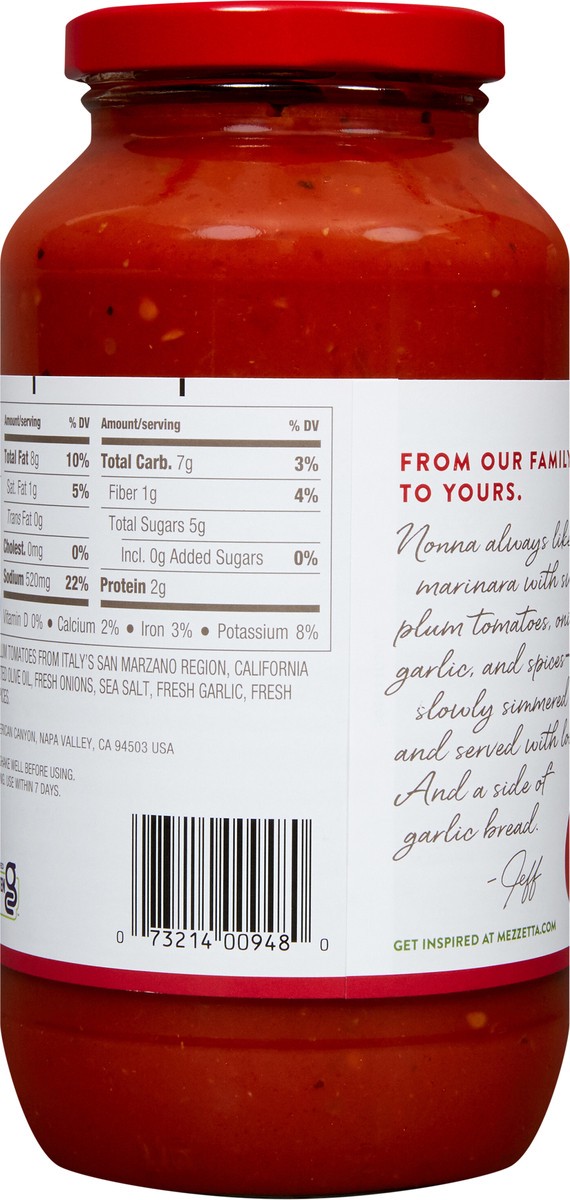 Amount/serving % DV Amount/serving % DV
Total Fat 8g 10% Total Carb. 7g 3%
Sat. Fat 1g 5% Fiber 1g 4%
Trans Fat 0g Total Sugars 5g
Cholest. 0mg 0% Incl. 0g Added Sugars 0%
Sodium 520mg 22% Protein 2g
Vitamin D 0% • Calcium 2% • Iron 3% • Potassium 8%
TOMATOES FROM ITALY'S SAN MARZANO REGION, CALIFORNIA
OLIVE OIL, FRESH ONIONS, SEA SALT, FRESH GARLIC, FRESH
CANYON, NAPA VALLEY, CA 94503 USA
WELL BEFORE USING.
USE WITHIN 7 DAYS.
0 73214 00948 0
FROM OUR FAMILY
TO YOURS.
Nonna always like
marinara with
plum tomatoes,
garlic, and spices–
slowly simmered
and served with
And a side of
garlic bread.
-Jeff
GET INSPIRED AT MEZZETTA.COM